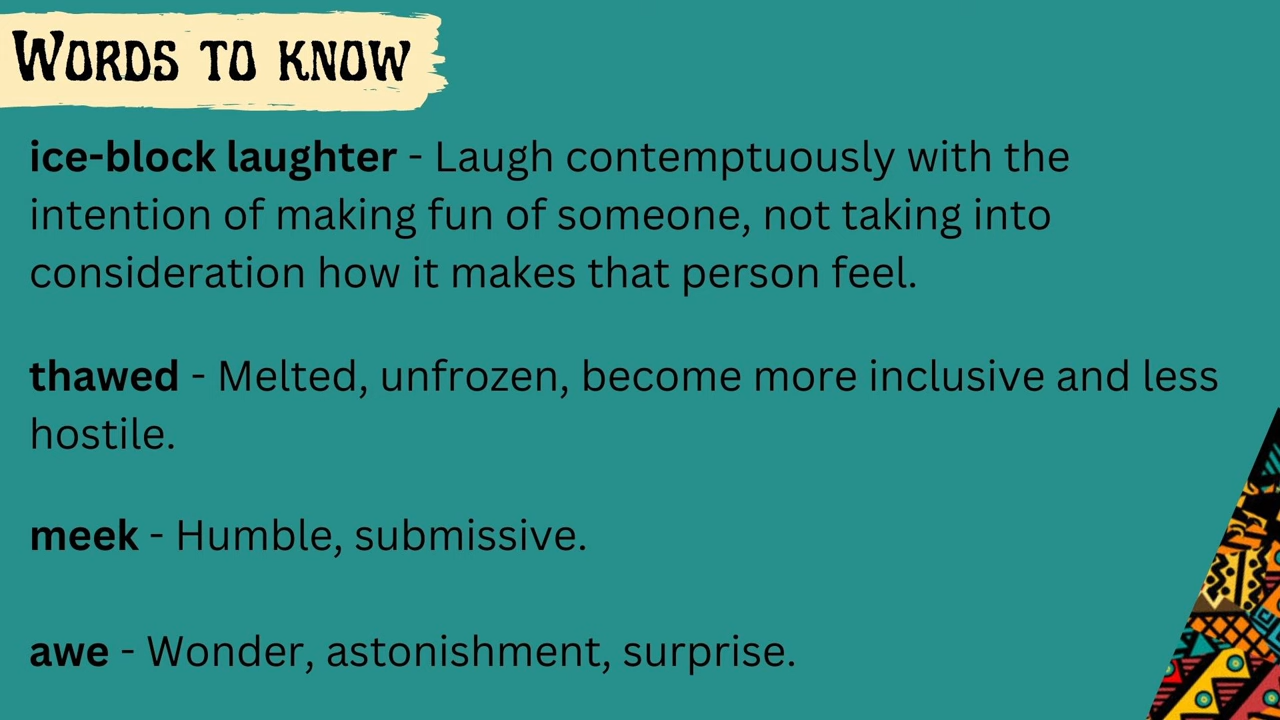 Words to know
ice-block laughter - Laugh contemptuously with the
intention of making fun of someone, not taking into
consideration how it makes that person feel.
thawed - Melted, unfrozen, become more inclusive and less
hostile.
meek - Humble, submissive.
awe - Wonder, astonishment, surprise.